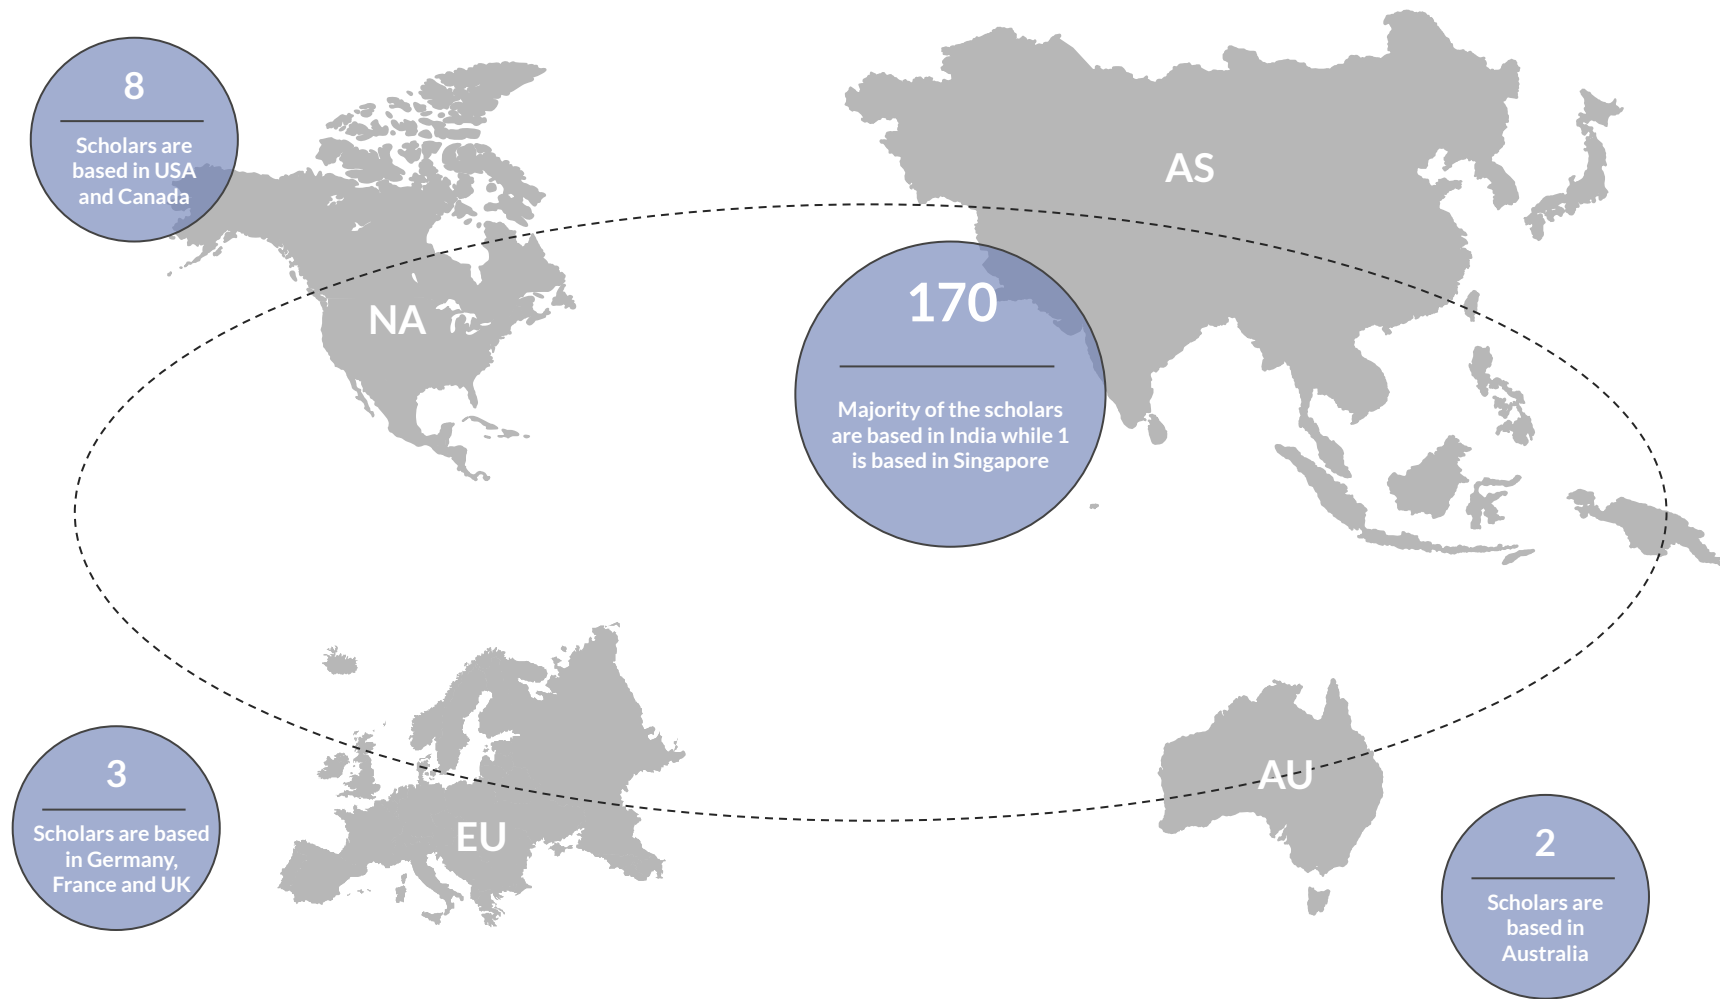 8
Scholars are
based in USA
and Canada
NA
AS
170
Majority of the scholars
are based in India while 1
is based in Singapore
3
Scholars are based
in Germany,
France and UK
EU
AU
2
Scholars are
based in
Australia